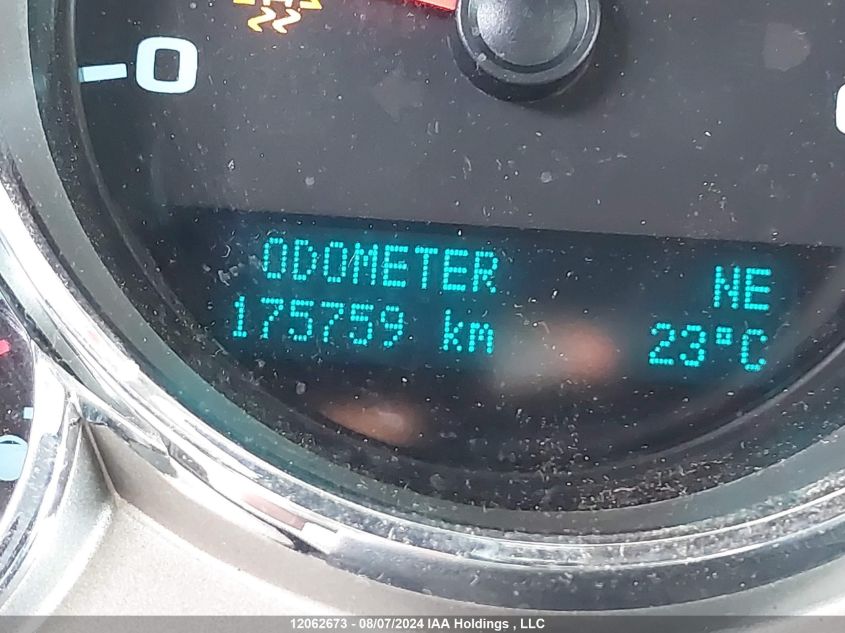 0
ODOMETER NE
175759 km 23°C
12062673 - 08/07/2024 IAA Holdings , LLC